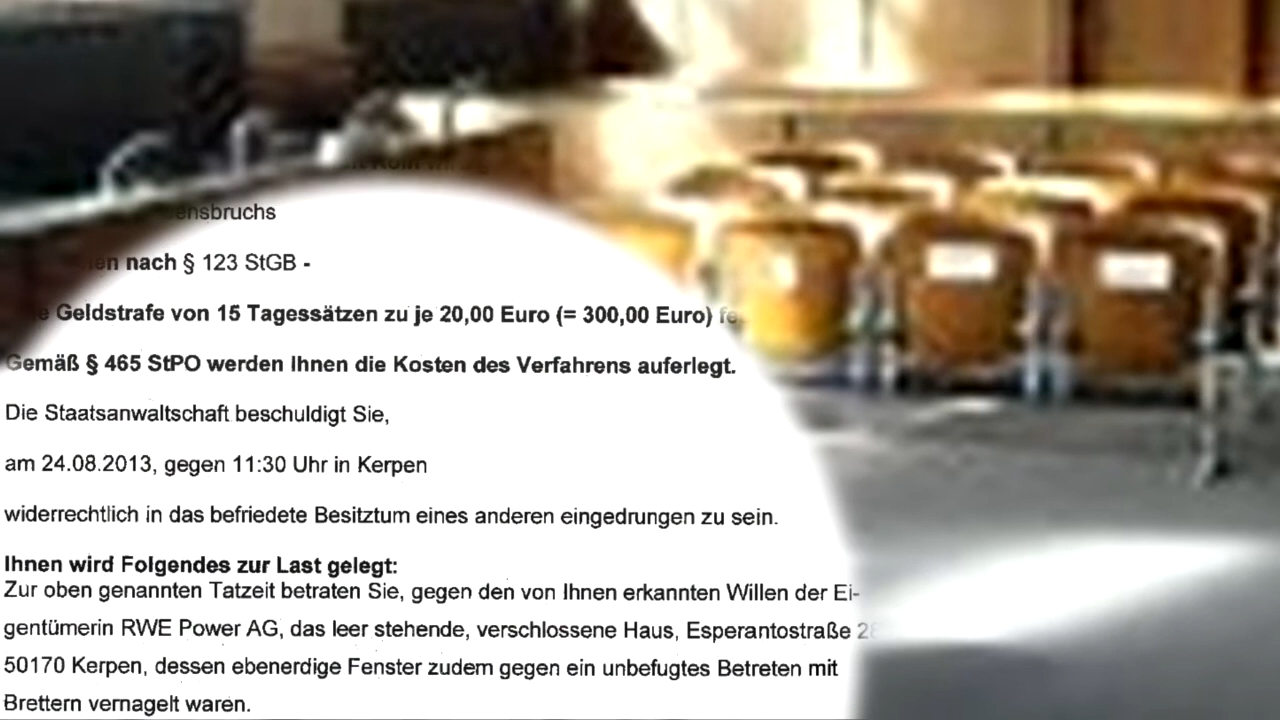 ensbruchs
en nach § 123 StGB -
Geldstrafe von 15 Tagessätzen zu je 20,00 Euro (= 300,00 Euro)
Gemäß § 465 StPO werden Ihnen die Kosten des Verfahrens auferlegt.
Die Staatsanwaltschaft beschuldigt Sie,
am 24.08.2013, gegen 11:30 Uhr in Kerpen
widerrechtlich in das befriedete Besitztum eines anderen eingedrungen zu sein.
Ihnen wird Folgendes zur Last gelegt:
Zur oben genannten Tatzeit betraten Sie, gegen den von Ihnen erkannten Willen der Ei-
gentümerin RWE Power AG, das leer stehende, verschlossene Haus, Esperantostraße
50170 Kerpen, dessen ebenerdige Fenster zudem gegen ein unbefugtes Betreten mit
Brettern vernagelt waren.